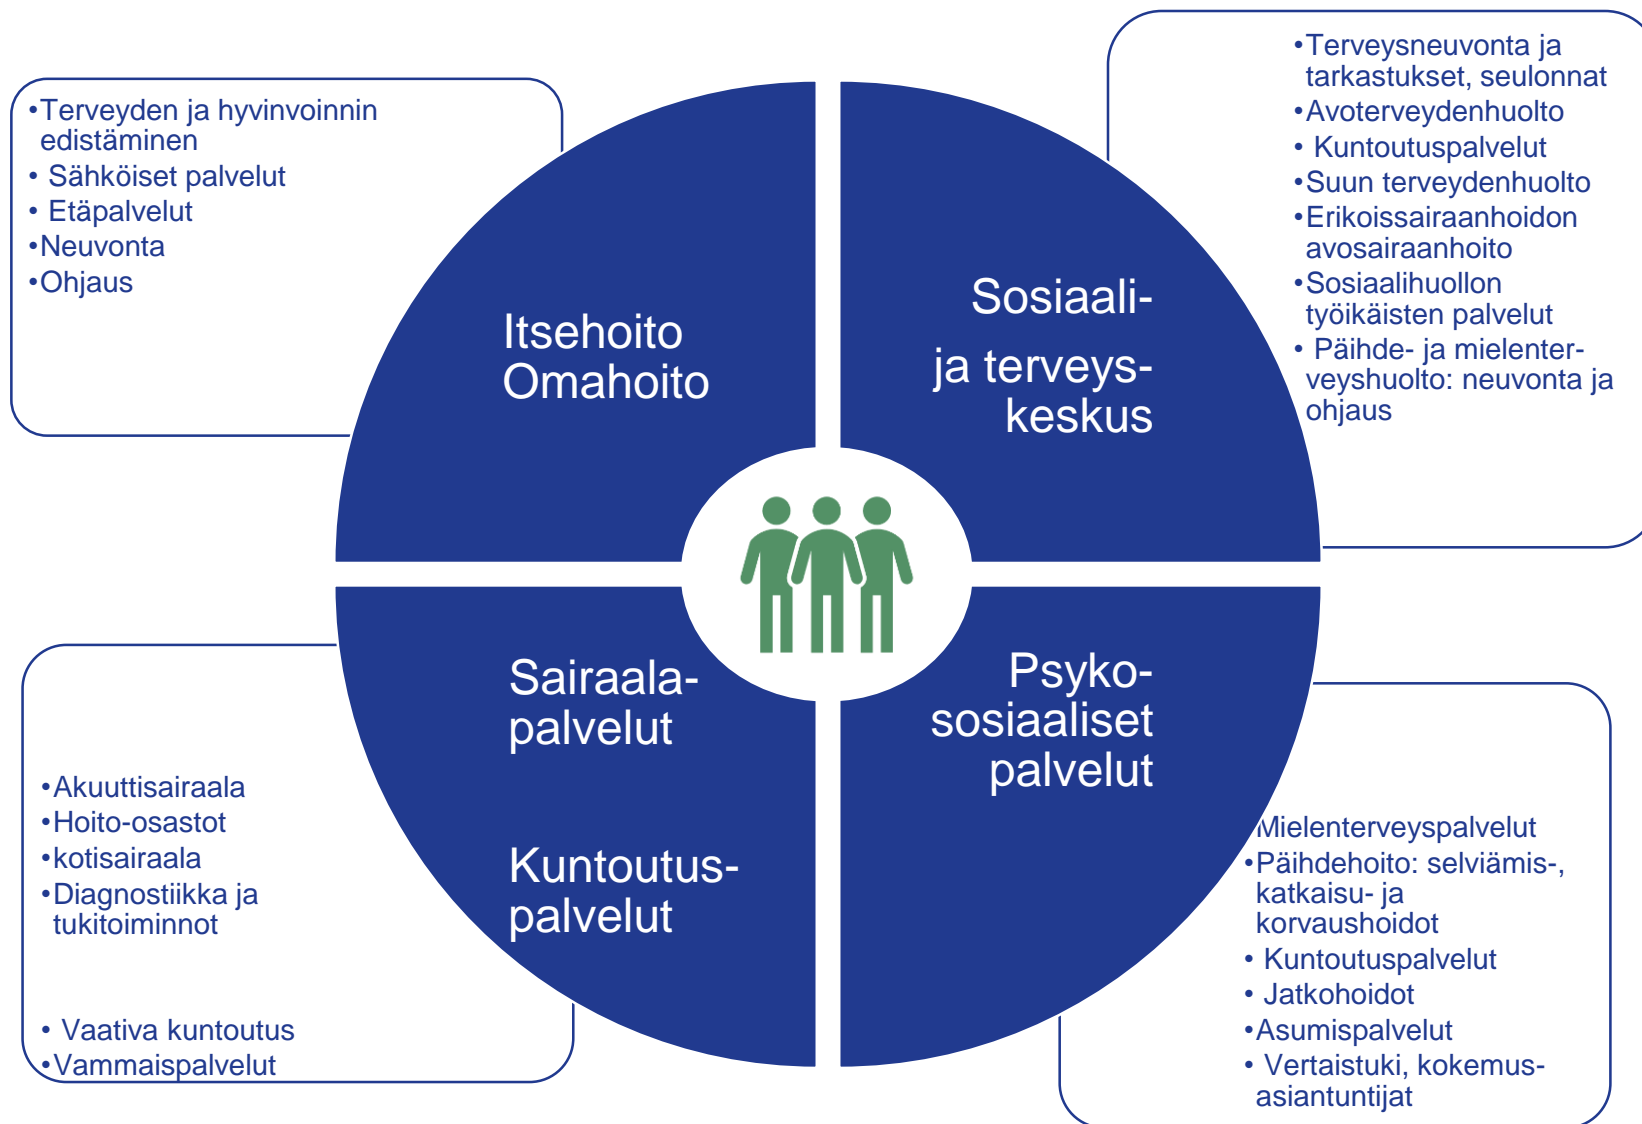 •Terveyden ja hyvinvoinnin
edistäminen
• Sähköiset palvelut
• Etäpalvelut
•Neuvonta
•Ohjaus
Itsehoito
Omahoito
Sosiaali-
ja terveys-
keskus
•Terveysneuvonta ja
tarkastukset, seulonnat
•Avoterveydenhuolto
• Kuntoutuspalvelut
•Suun terveydenhuolto
•Erikoissairaanhoidon
avosairaanhoito
•Sosiaalihuollon
työikäisten palvelut
• Päihde- ja mielenter-
veyshuolto: neuvonta ja
ohjaus
•Akuuttisairaala
•Hoito-osastot
•kotisairaala
•Diagnostiikka ja
tukitoiminnot
• Vaativa kuntoutus
•Vammaispalvelut
Sairaala-
palvelut
Kuntoutus-
palvelut
Psyko-
sosiaaliset
palvelut
Mielenterveyspalvelut
•Päihdehoito: selviämis-,
katkaisu- ja
korvaushoidot
• Kuntoutuspalvelut
• Jatkohoidot
•Asumispalvelut
• Vertaistuki, kokemus-
asiantuntijat